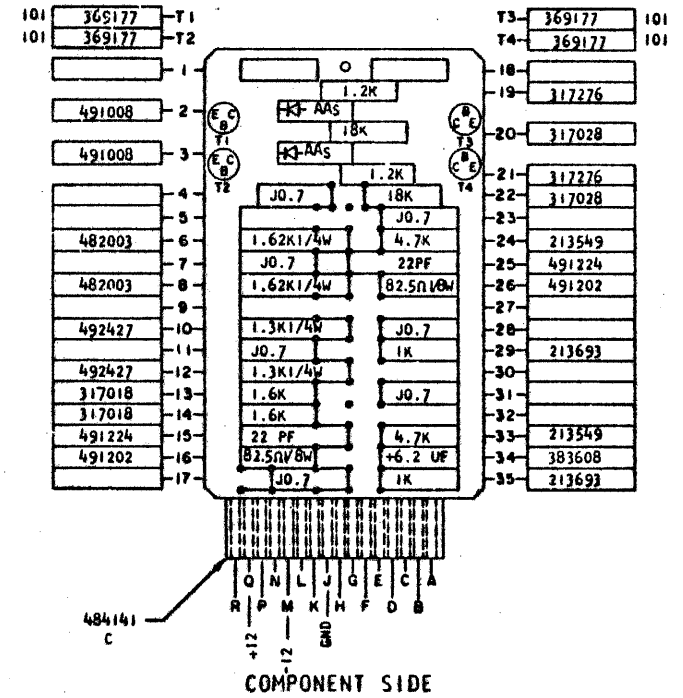 101 369177 T1 T3 369177 101
101 369177 T2 T4 369177 101
1 18
1.2K 19 317276
491008 2 E C B T1 AAs B C E T3
18K 20 317028
491008 3 E C B T2 AAs B C E T4
1.2K 21 317276
4 J0.7 18K 22 317028
5 J0.7 23
482003 6 1.62K1/4W 4.7K 24 213549
7 J0.7 22PF 25 491224
482003 8 1.62K1/4W 82.5Ω1/8W 26 491202
9 27
492427 10 1.3K1/4W J0.7 28
11 J0.7 1K 29 213693
492427 12 1.3K1/4W 30
317018 13 1.6K J0.7 31
317018 14 1.6K 32
491224 15 22 PF 4.7K 33 213549
491202 16 82.5Ω1/8W +6.2 UF 34 383608
17 J0.7 1K 35 213693
Q N L J G E C A
R P M K H F D B
484141
C
+12 -12 GND
COMPONENT SIDE